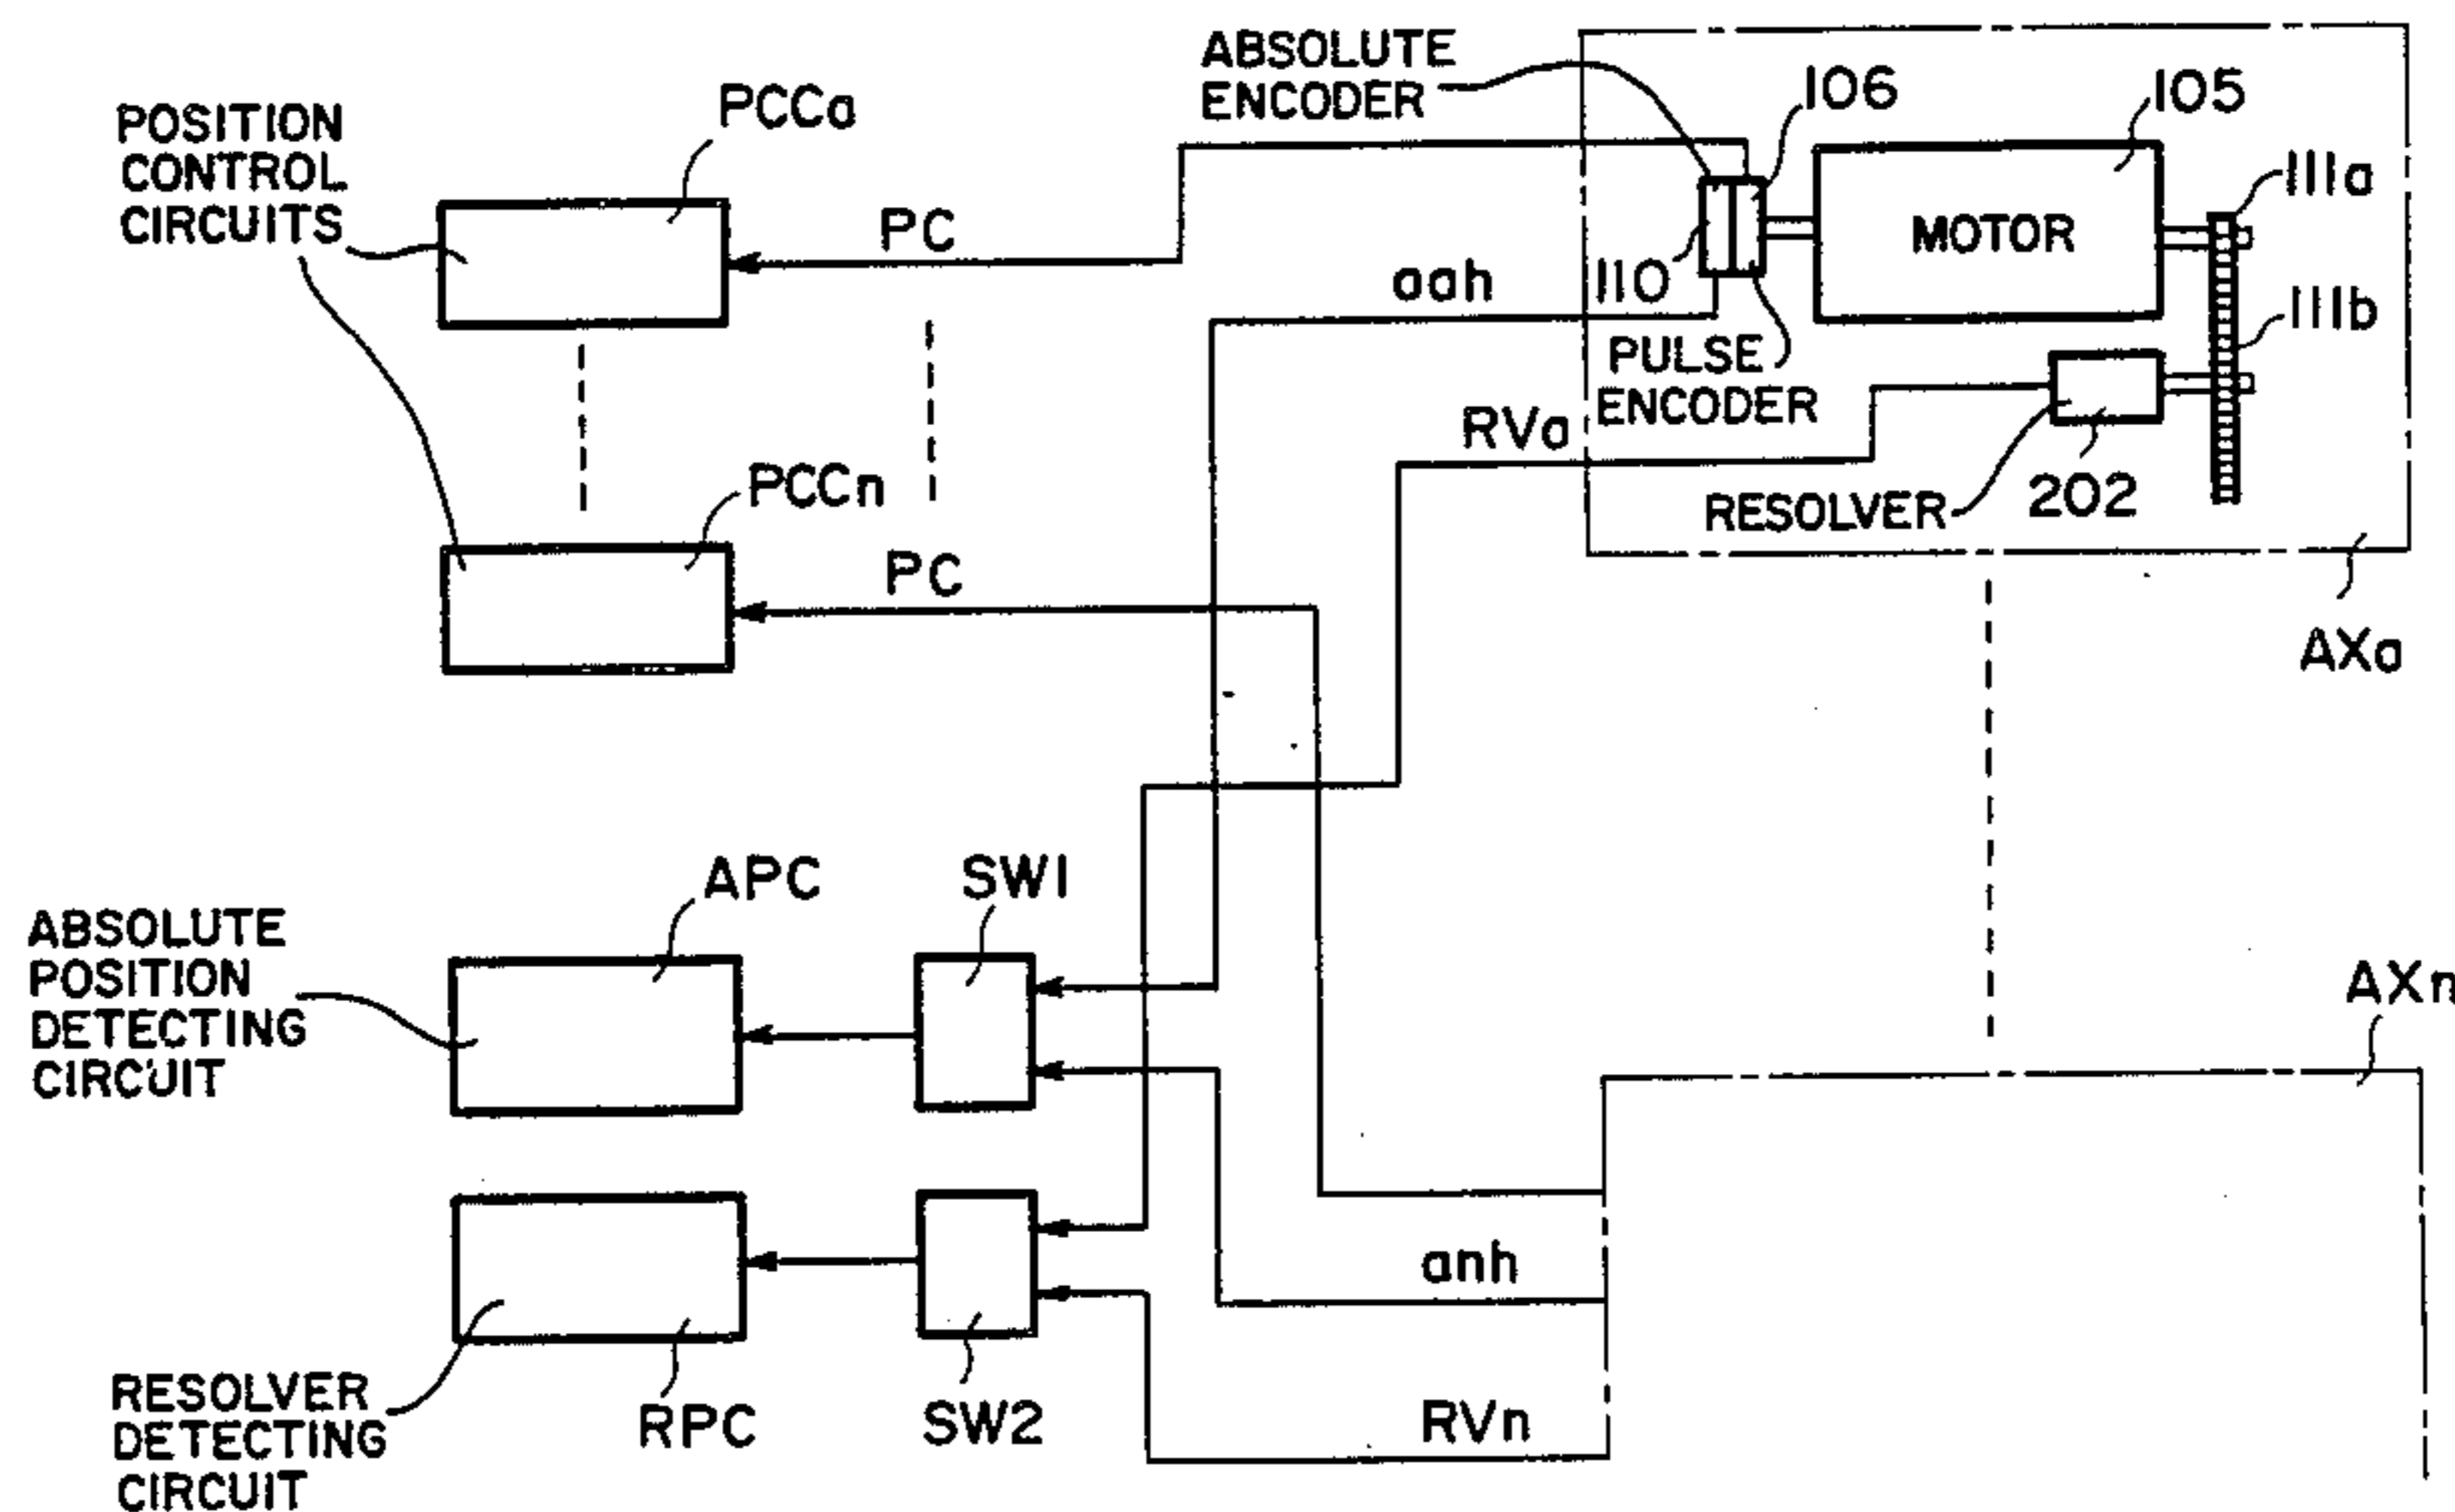 ABSOLUTE
ENCODER
106
105
POSITION
CONTROL
CIRCUITS
PCCa
111a
MOTOR
PC
aah
110
111b
PULSE
ENCODER
RVa
PCCn
RESOLVER
202
PC
AXa
APC
SW1
ABSOLUTE
POSITION
DETECTING
CIRCUIT
AXn
anh
RESOLVER
DETECTING
CIRCUIT
RPC
SW2
RVn